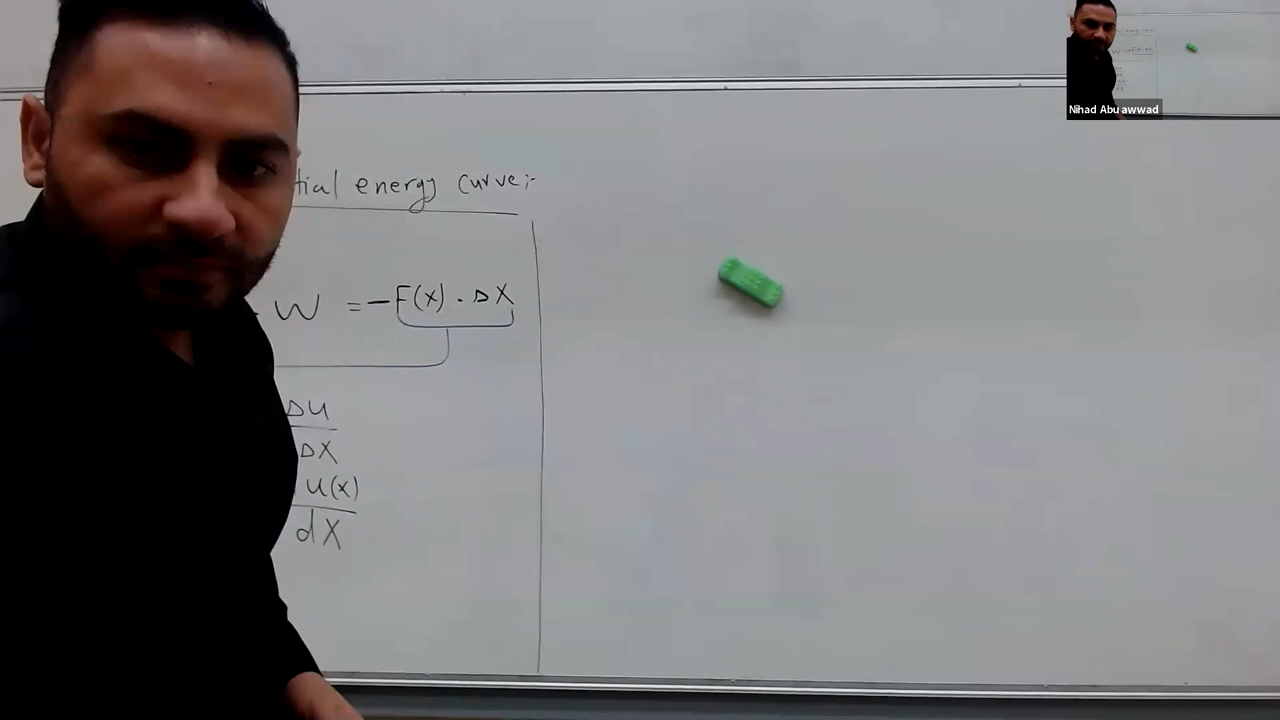 Nihad Abu awwad
tial energy curve;-
- W = -F(x) . ΔX
ΔU
ΔX
U(x)
dX